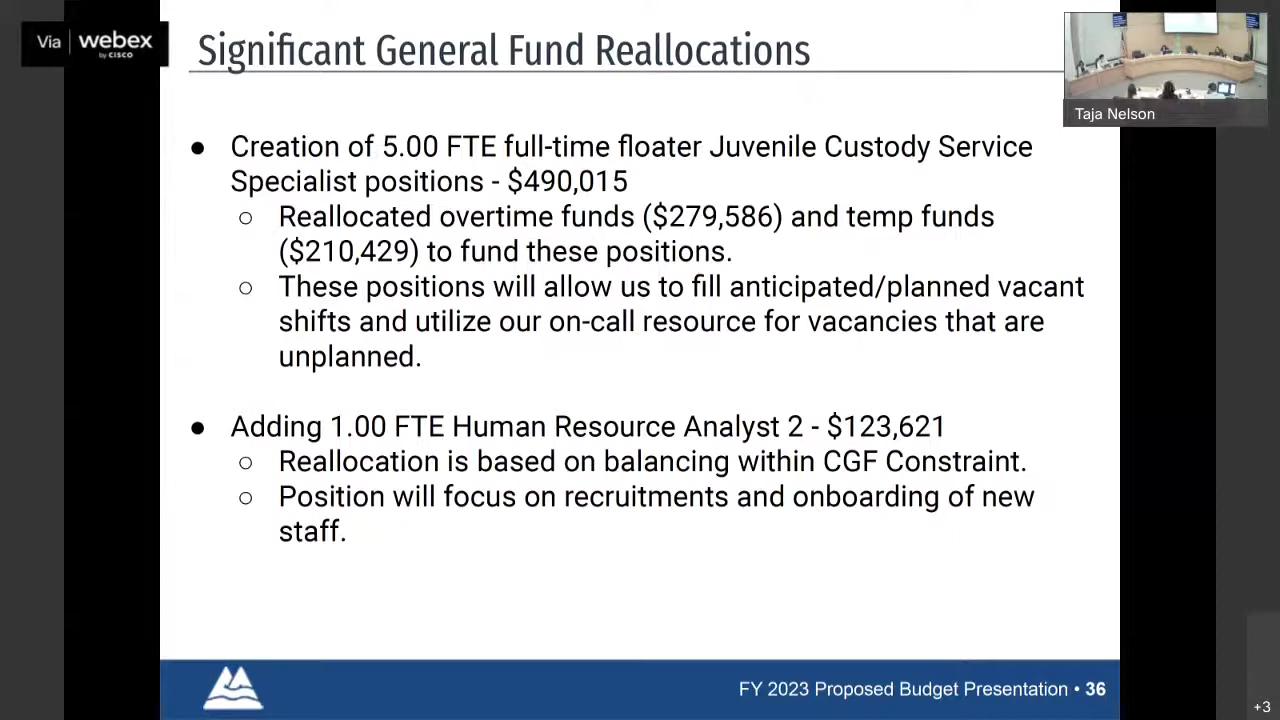 Via webex
by CISCO
Significant General Fund Reallocations
Taja Nelson
● Creation of 5.00 FTE full-time floater Juvenile Custody Service
Specialist positions - $490,015
○ Reallocated overtime funds ($279,586) and temp funds
($210,429) to fund these positions.
○ These positions will allow us to fill anticipated/planned vacant
shifts and utilize our on-call resource for vacancies that are
unplanned.
● Adding 1.00 FTE Human Resource Analyst 2 - $123,621
○ Reallocation is based on balancing within CGF Constraint.
○ Position will focus on recruitments and onboarding of new
staff.
FY 2023 Proposed Budget Presentation • 36
+3